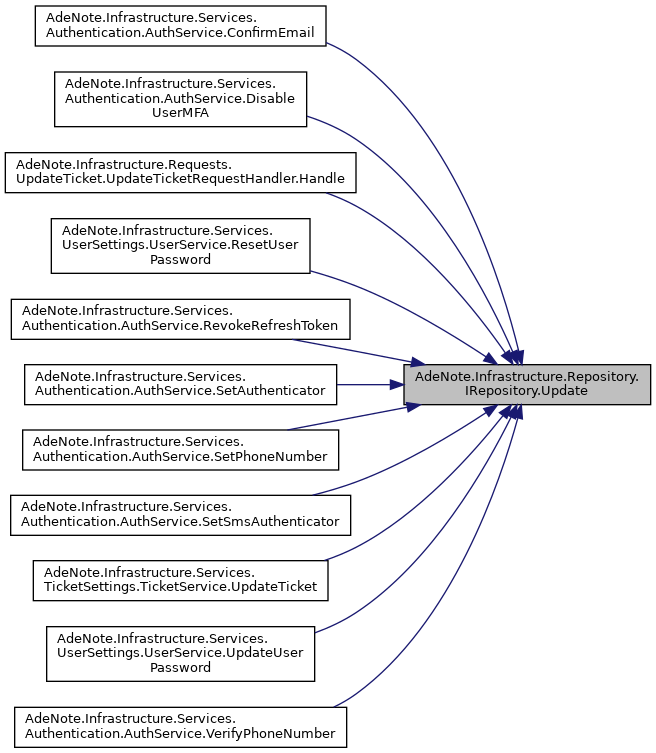 AdeNote.Infrastructure.Services.
Authentication.AuthService.ConfirmEmail
AdeNote.Infrastructure.Services.
Authentication.AuthService.Disable
UserMFA
AdeNote.Infrastructure.Requests.
UpdateTicket.UpdateTicketRequestHandler.Handle
AdeNote.Infrastructure.Services.
UserSettings.UserService.ResetUser
Password
AdeNote.Infrastructure.Services.
Authentication.AuthService.RevokeRefreshToken
AdeNote.Infrastructure.Services.
Authentication.AuthService.SetAuthenticator
AdeNote.Infrastructure.Repository.
IRepository.Update
AdeNote.Infrastructure.Services.
Authentication.AuthService.SetPhoneNumber
AdeNote.Infrastructure.Services.
Authentication.AuthService.SetSmsAuthenticator
AdeNote.Infrastructure.Services.
TicketSettings.TicketService.UpdateTicket
AdeNote.Infrastructure.Services.
UserSettings.UserService.UpdateUser
Password
AdeNote.Infrastructure.Services.
Authentication.AuthService.VerifyPhoneNumber